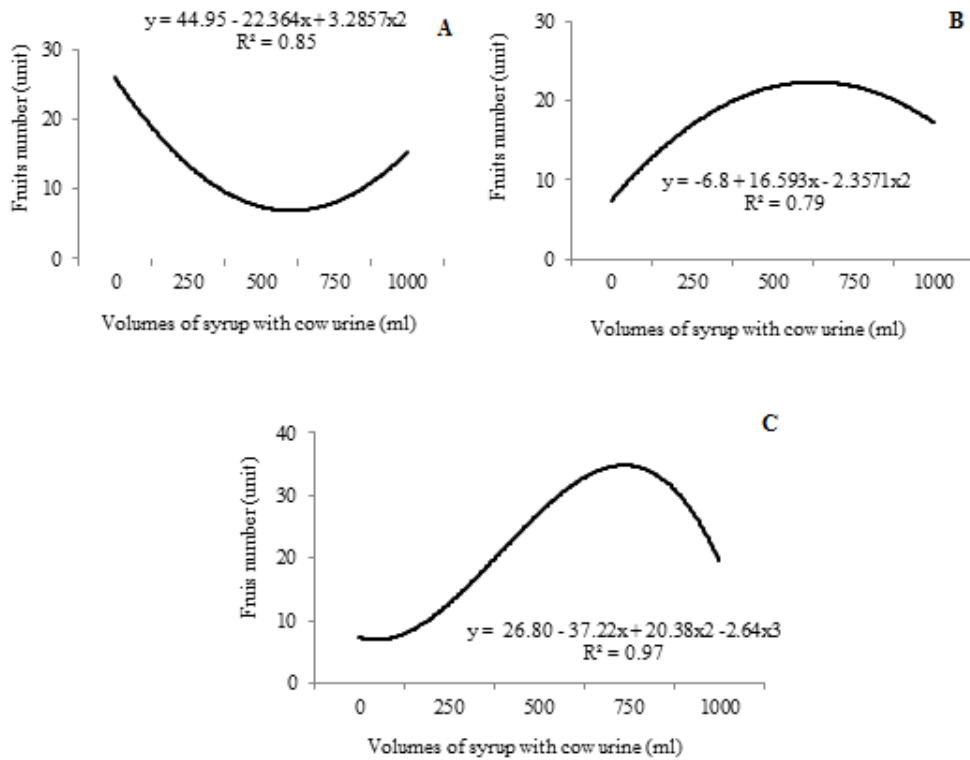 y = 44.95 - 22.364x + 3.2857x2
R² = 0.85
A
Fruits number (unit)
30
20
10
0
0 250 500 750 1000
Volumes of syrup with cow urine (ml)
B
Fruits number (unit)
30
20
10
0
y = -6.8 + 16.593x - 2.3571x2
R² = 0.79
0 250 500 750 1000
Volumes of syrup with cow urine (ml)
C
Fruis number (unit)
40
30
20
10
0
y = 26.80 - 37.22x + 20.38x2 -2.64x3
R² = 0.97
0 250 500 750 1000
Volumes of syrup with cow urine (ml)